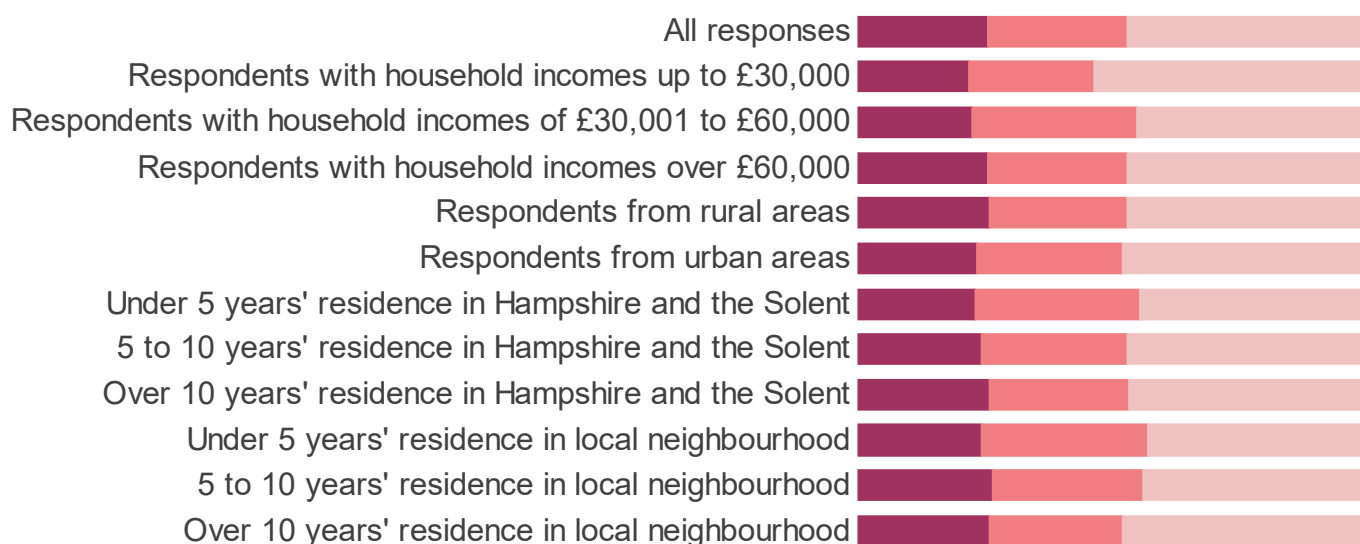 All responses
Respondents with household incomes up to £30,000
Respondents with household incomes of £30,001 to £60,000
Respondents with household incomes over £60,000
Respondents from rural areas
Respondents from urban areas
Under 5 years' residence in Hampshire and the Solent
5 to 10 years' residence in Hampshire and the Solent
Over 10 years' residence in Hampshire and the Solent
Under 5 years' residence in local neighbourhood
5 to 10 years' residence in local neighbourhood
Over 10 years' residence in local neighbourhood